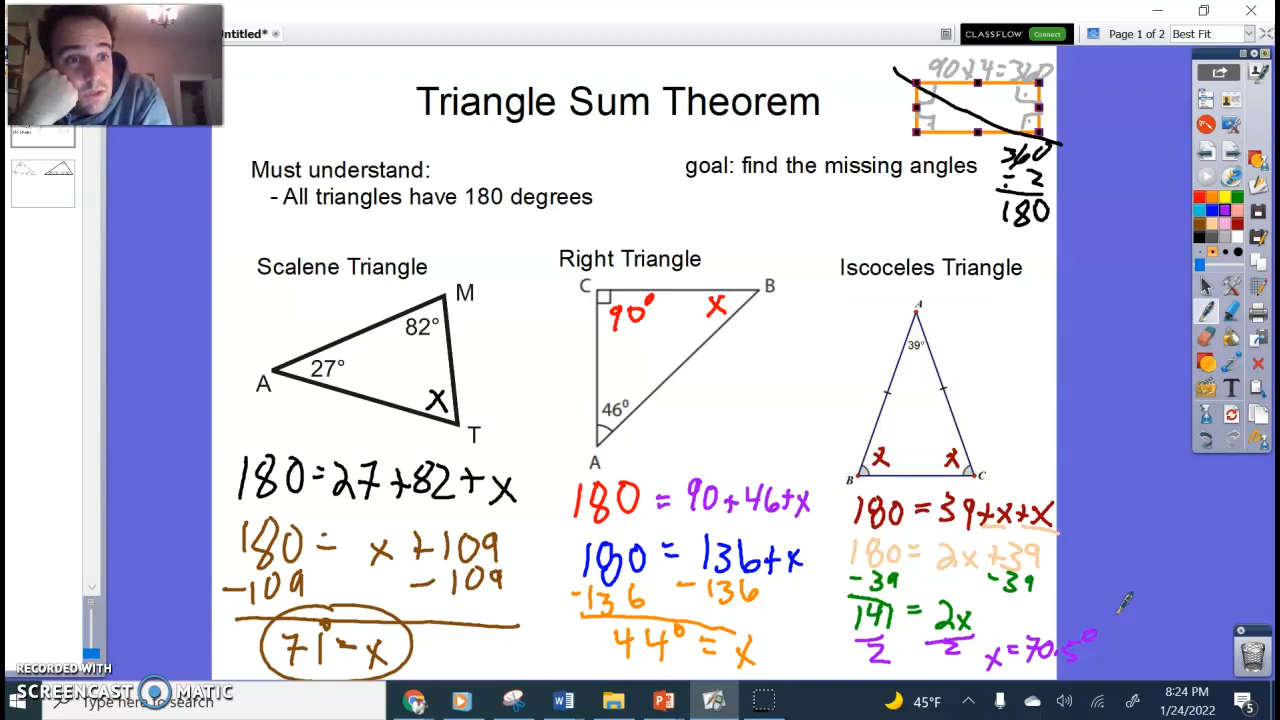 Untitled*
CLASSFLOW Connect
Page 1 of 2
Best Fit
Triangle Sum Theorem
90x4=360
360
÷ 2
180
Must understand:
- All triangles have 180 degrees
goal: find the missing angles
Scalene Triangle
M
82°
27°
A
x
T
180=27+82+x
180= x+109
-109 -109
71°=x
Right Triangle
C
B
90°
x
46°
A
180 = 90+46+x
180 = 136+x
-136 -136
44° = x
Iscoceles Triangle
A
39°
x
x
B
C
180 = 39+x+x
180 = 2x+39
-39 -39
141 = 2x
2 2
x=70.5°
RECORDED WITH
SCREENCAST MATIC
Type here to search
45°F
8:24 PM
1/24/2022
5